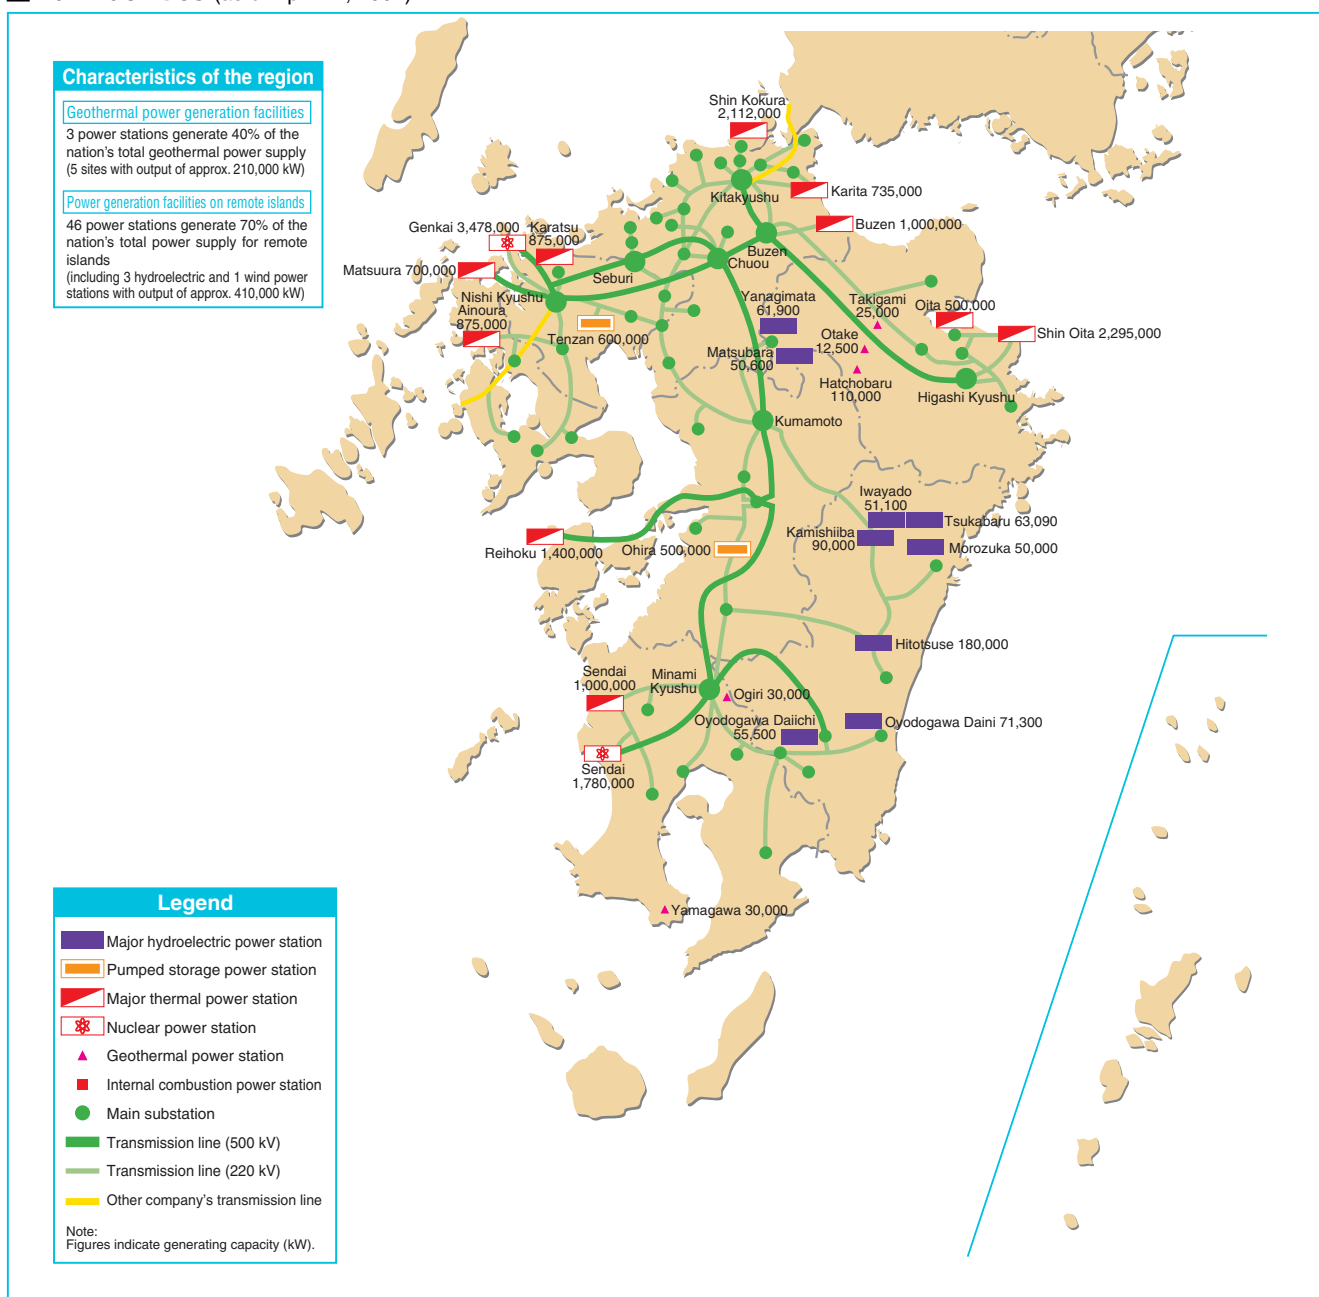 Characteristics of the region
Geothermal power generation facilities
3 power stations generate 40% of the
nation's total geothermal power supply
(5 sites with output of approx. 210,000 kW)
Power generation facilities on remote islands
46 power stations generate 70% of the
nation's total power supply for remote
islands
(including 3 hydroelectric and 1 wind power
stations with output of approx. 410,000 kW)
Shin Kokura
2,112,000
Kitakyushu
Karita 735,000
Buzen 1,000,000
Genkai 3,478,000
Karatsu
875,000
Buzen
Chuou
Seburi
Matsuura 700,000
Nishi Kyushu
Ainoura
875,000
Tenzan 600,000
Yanagimata
61,900
Takigami
25,000
Oita 500,000
Shin Oita 2,295,000
Otake
12,500
Matsubara
50,600
Hatchobaru
110,000
Higashi Kyushu
Kumamoto
Iwayado
51,100
Tsukabaru 63,090
Kamishiiba
90,000
Morozuka 50,000
Reihoku 1,400,000
Ohira 500,000
Hitotsuse 180,000
Sendai
1,000,000
Minami
Kyushu
Ogiri 30,000
Oyodogawa Daiichi
55,500
Oyodogawa Daini 71,300
Sendai
1,780,000
Yamagawa 30,000
Legend
Major hydroelectric power station
Pumped storage power station
Major thermal power station
Nuclear power station
Geothermal power station
Internal combustion power station
Main substation
Transmission line (500 kV)
Transmission line (220 kV)
Other company's transmission line
Note:
Figures indicate generating capacity (kW).